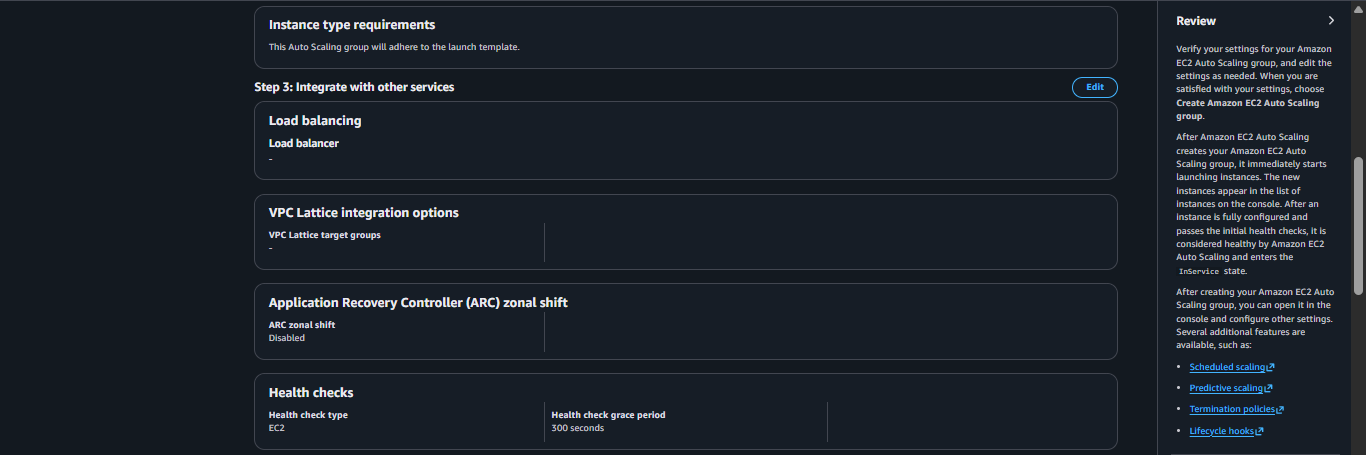 Instance type requirements
This Auto Scaling group will adhere to the launch template.
Step 3: Integrate with other services
Edit
Load balancing
Load balancer
-
VPC Lattice integration options
VPC Lattice target groups
-
Application Recovery Controller (ARC) zonal shift
ARC zonal shift
Disabled
Health checks
Health check type
EC2
Health check grace period
300 seconds
Review
Verify your settings for your Amazon
EC2 Auto Scaling group, and edit the
settings as needed. When you are
satisfied with your settings, choose
Create Amazon EC2 Auto Scaling
group.
After Amazon EC2 Auto Scaling
creates your Amazon EC2 Auto
Scaling group, it immediately starts
launching instances. The new
instances appear in the list of
instances on the console. After an
instance is fully configured and
passes the initial health checks, it is
considered healthy by Amazon EC2
Auto Scaling and enters the
InService state.
After creating your Amazon EC2 Auto
Scaling group, you can open it in the
console and configure other settings.
Several additional features are
available, such as:
• Scheduled scaling
• Predictive scaling
• Termination policies
• Lifecycle hooks